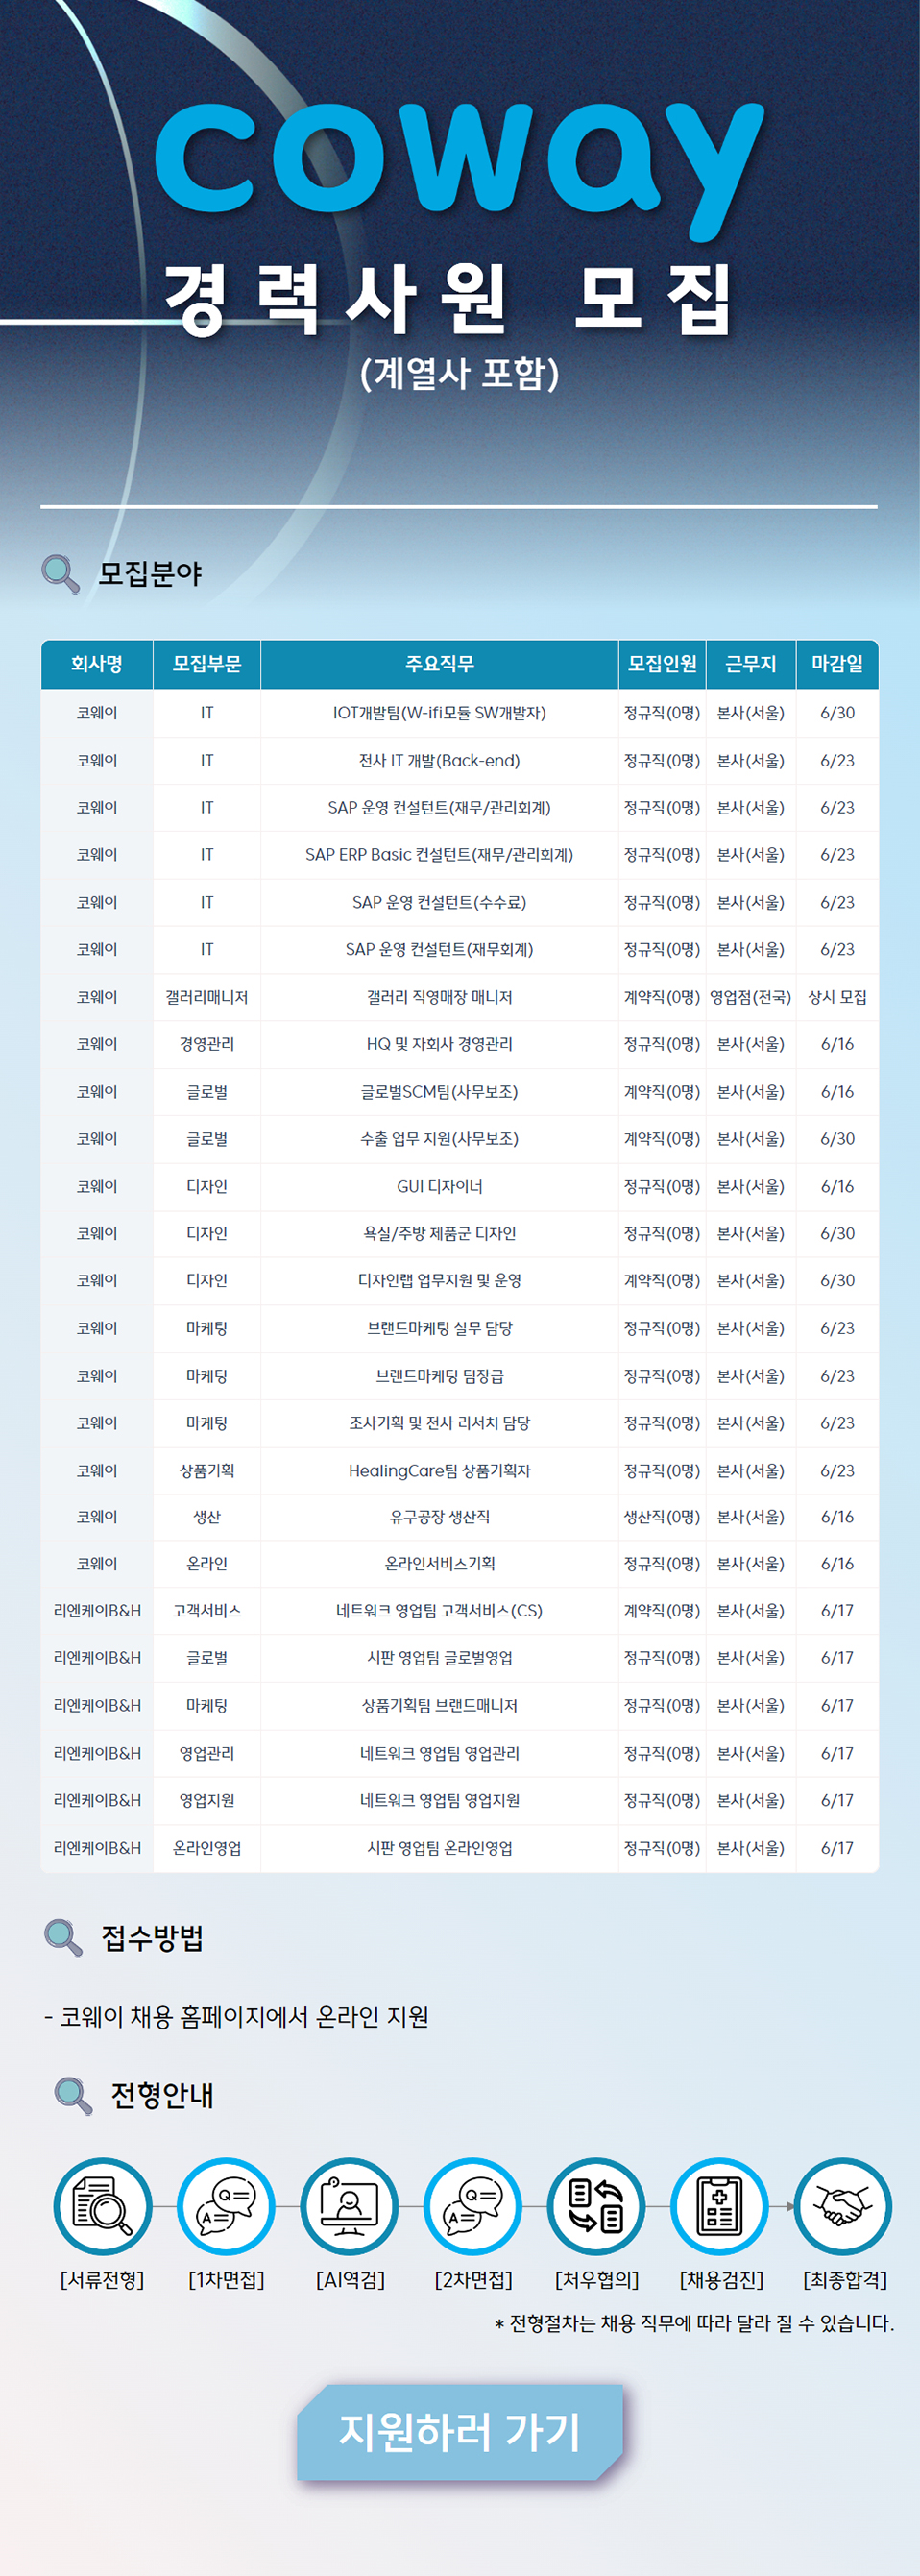 coway
경력사원 모집
(계열사 포함)
모집분야
회사명 모집부문 주요직무 모집인원 근무지 마감일
코웨이 IT IOT개발팀(W-ifi모듈 SW개발자) 정규직(0명) 본사(서울) 6/30
코웨이 IT 전사 IT 개발(Back-end) 정규직(0명) 본사(서울) 6/23
코웨이 IT SAP 운영 컨설턴트(재무/관리회계) 정규직(0명) 본사(서울) 6/23
코웨이 IT SAP ERP Basic 컨설턴트(재무/관리회계) 정규직(0명) 본사(서울) 6/23
코웨이 IT SAP 운영 컨설턴트(수수료) 정규직(0명) 본사(서울) 6/23
코웨이 IT SAP 운영 컨설턴트(재무회계) 정규직(0명) 본사(서울) 6/23
코웨이 갤러리매니저 갤러리 직영매장 매니저 계약직(0명) 영업점(전국) 상시 모집
코웨이 경영관리 HQ 및 자회사 경영관리 정규직(0명) 본사(서울) 6/16
코웨이 글로벌 글로벌SCM팀(사무보조) 계약직(0명) 본사(서울) 6/16
코웨이 글로벌 수출 업무 지원(사무보조) 계약직(0명) 본사(서울) 6/30
코웨이 디자인 GUI 디자이너 정규직(0명) 본사(서울) 6/16
코웨이 디자인 욕실/주방 제품군 디자인 정규직(0명) 본사(서울) 6/30
코웨이 디자인 디자인랩 업무지원 및 운영 계약직(0명) 본사(서울) 6/30
코웨이 마케팅 브랜드마케팅 실무 담당 정규직(0명) 본사(서울) 6/23
코웨이 마케팅 브랜드마케팅 팀장급 정규직(0명) 본사(서울) 6/23
코웨이 마케팅 조사기획 및 전사 리서치 담당 정규직(0명) 본사(서울) 6/23
코웨이 상품기획 HealingCare팀 상품기획자 정규직(0명) 본사(서울) 6/23
코웨이 생산 유구공장 생산직 생산직(0명) 본사(서울) 6/16
코웨이 온라인 온라인서비스기획 정규직(0명) 본사(서울) 6/16
리엔케이B&H 고객서비스 네트워크 영업팀 고객서비스(CS) 계약직(0명) 본사(서울) 6/17
리엔케이B&H 글로벌 시판 영업팀 글로벌영업 정규직(0명) 본사(서울) 6/17
리엔케이B&H 마케팅 상품기획팀 브랜드매니저 정규직(0명) 본사(서울) 6/17
리엔케이B&H 영업관리 네트워크 영업팀 영업관리 정규직(0명) 본사(서울) 6/17
리엔케이B&H 영업지원 네트워크 영업팀 영업지원 정규직(0명) 본사(서울) 6/17
리엔케이B&H 온라인영업 시판 영업팀 온라인영업 정규직(0명) 본사(서울) 6/17
접수방법
- 코웨이 채용 홈페이지에서 온라인 지원
전형안내
[서류전형] [1차면접] [AI역검] [2차면접] [처우협의] [채용검진] [최종합격]
* 전형절차는 채용 직무에 따라 달라 질 수 있습니다.
지원하러 가기